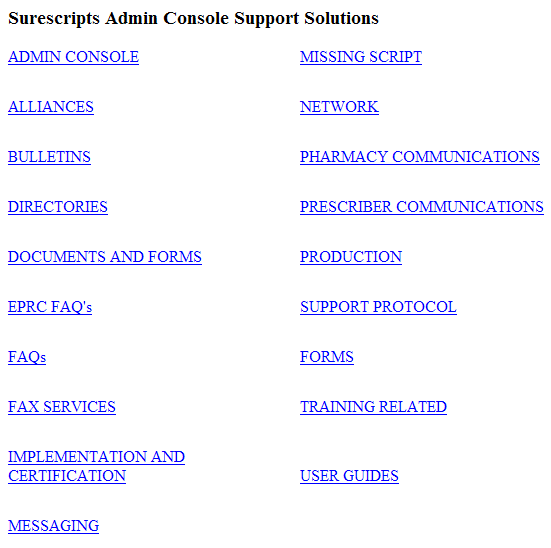 Surescripts Admin Console Support Solutions
ADMIN CONSOLE
MISSING SCRIPT
ALLIANCES
NETWORK
BULLETINS
PHARMACY COMMUNICATIONS
DIRECTORIES
PRESCRIBER COMMUNICATIONS
DOCUMENTS AND FORMS
PRODUCTION
EPRC FAQ's
SUPPORT PROTOCOL
FAQs
FORMS
FAX SERVICES
TRAINING RELATED
IMPLEMENTATION AND
CERTIFICATION
USER GUIDES
MESSAGING